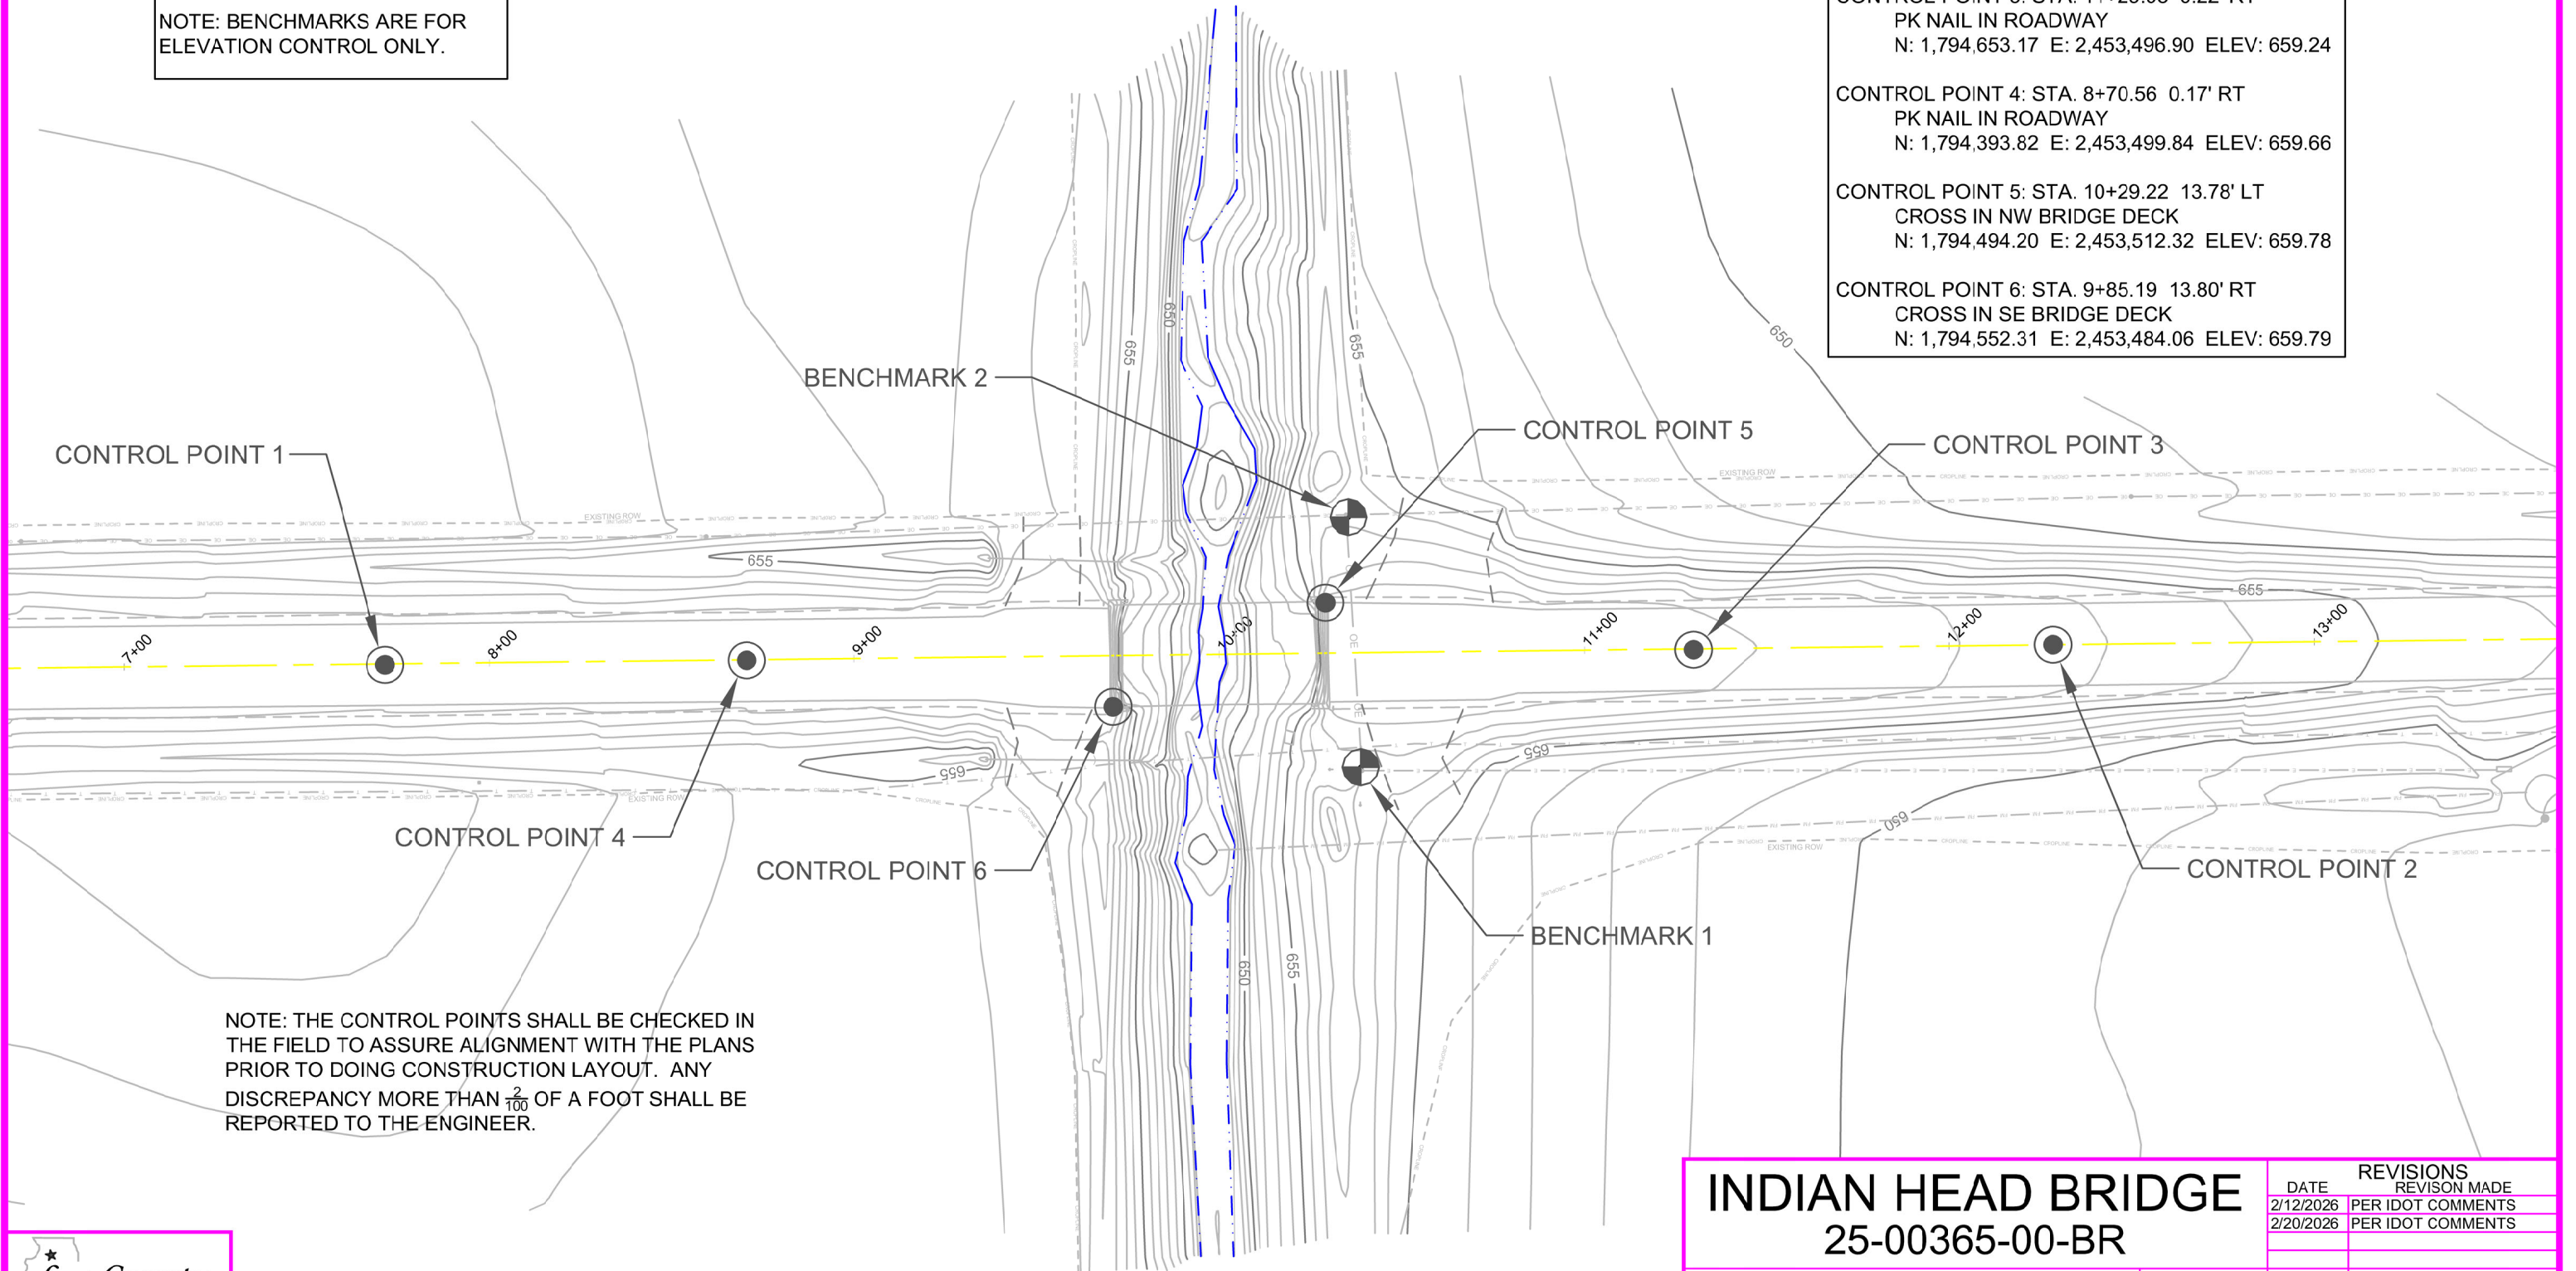 NOTE: BENCHMARKS ARE FOR
ELEVATION CONTROL ONLY.
PK NAIL IN ROADWAY
N: 1,794,653.17 E: 2,453,496.90 ELEV: 659.24
CONTROL POINT 4: STA. 8+70.56 0.17' RT
PK NAIL IN ROADWAY
N: 1,794,393.82 E: 2,453,499.84 ELEV: 659.66
CONTROL POINT 5: STA. 10+29.22 13.78' LT
CROSS IN NW BRIDGE DECK
N: 1,794,494.20 E: 2,453,512.32 ELEV: 659.78
CONTROL POINT 6: STA. 9+85.19 13.80' RT
CROSS IN SE BRIDGE DECK
N: 1,794,552.31 E: 2,453,484.06 ELEV: 659.79
650
655
655
650
BENCHMARK 2
CONTROL POINT 5
CONTROL POINT 3
CONTROL POINT 1
EXISTING ROW
EXISTING ROW
655
655
7+00
8+00
9+00
10+00
11+00
12+00
13+00
OE
OE
655
655
EXISTING ROW
650
EXISTING ROW
CONTROL POINT 4
CONTROL POINT 6
CONTROL POINT 2
BENCHMARK 1
650
655
NOTE: THE CONTROL POINTS SHALL BE CHECKED IN
THE FIELD TO ASSURE ALIGNMENT WITH THE PLANS
PRIOR TO DOING CONSTRUCTION LAYOUT. ANY
DISCREPANCY MORE THAN 2/100 OF A FOOT SHALL BE
REPORTED TO THE ENGINEER.
INDIAN HEAD BRIDGE
25-00365-00-BR
REVISIONS
DATE REVISON MADE
2/12/2026 PER IDOT COMMENTS
2/20/2026 PER IDOT COMMENTS